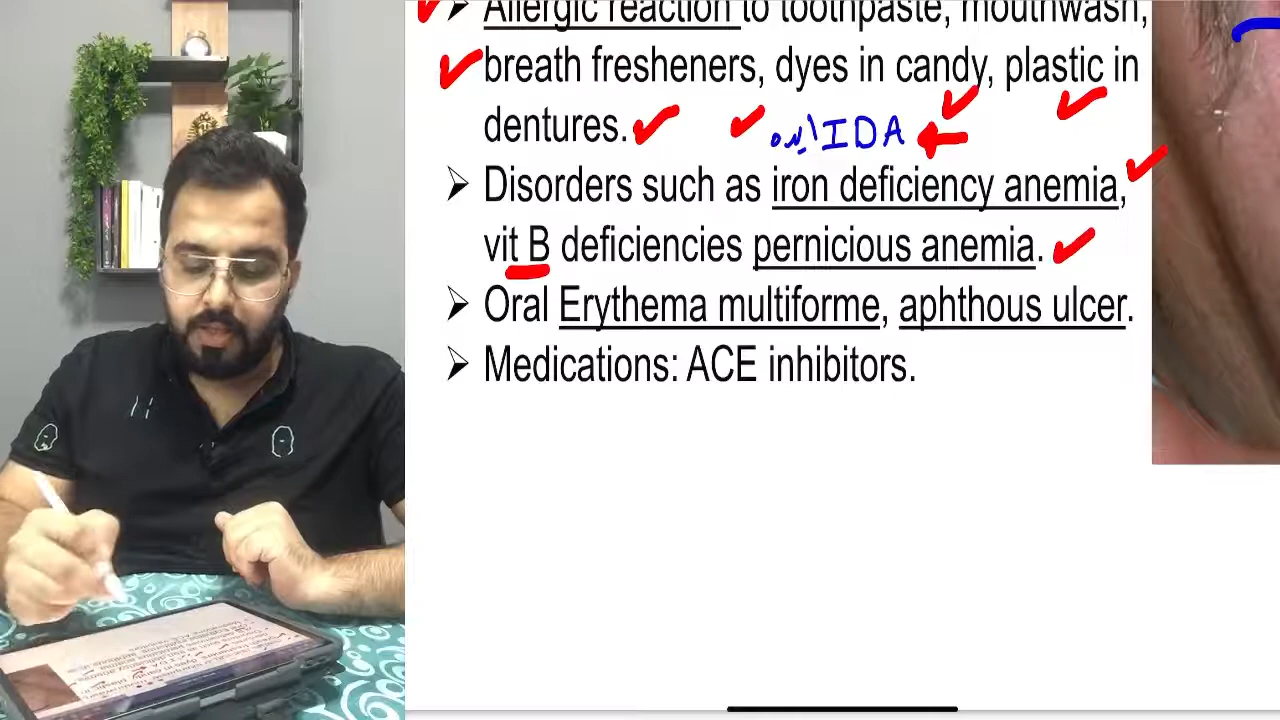 ➢ Allergic reaction to toothpaste, mouthwash,
breath fresheners, dyes in candy, plastic in
dentures.
IDA
➢ Disorders such as iron deficiency anemia,
vit B deficiencies pernicious anemia.
➢ Oral Erythema multiforme, aphthous ulcer.
➢ Medications: ACE inhibitors.